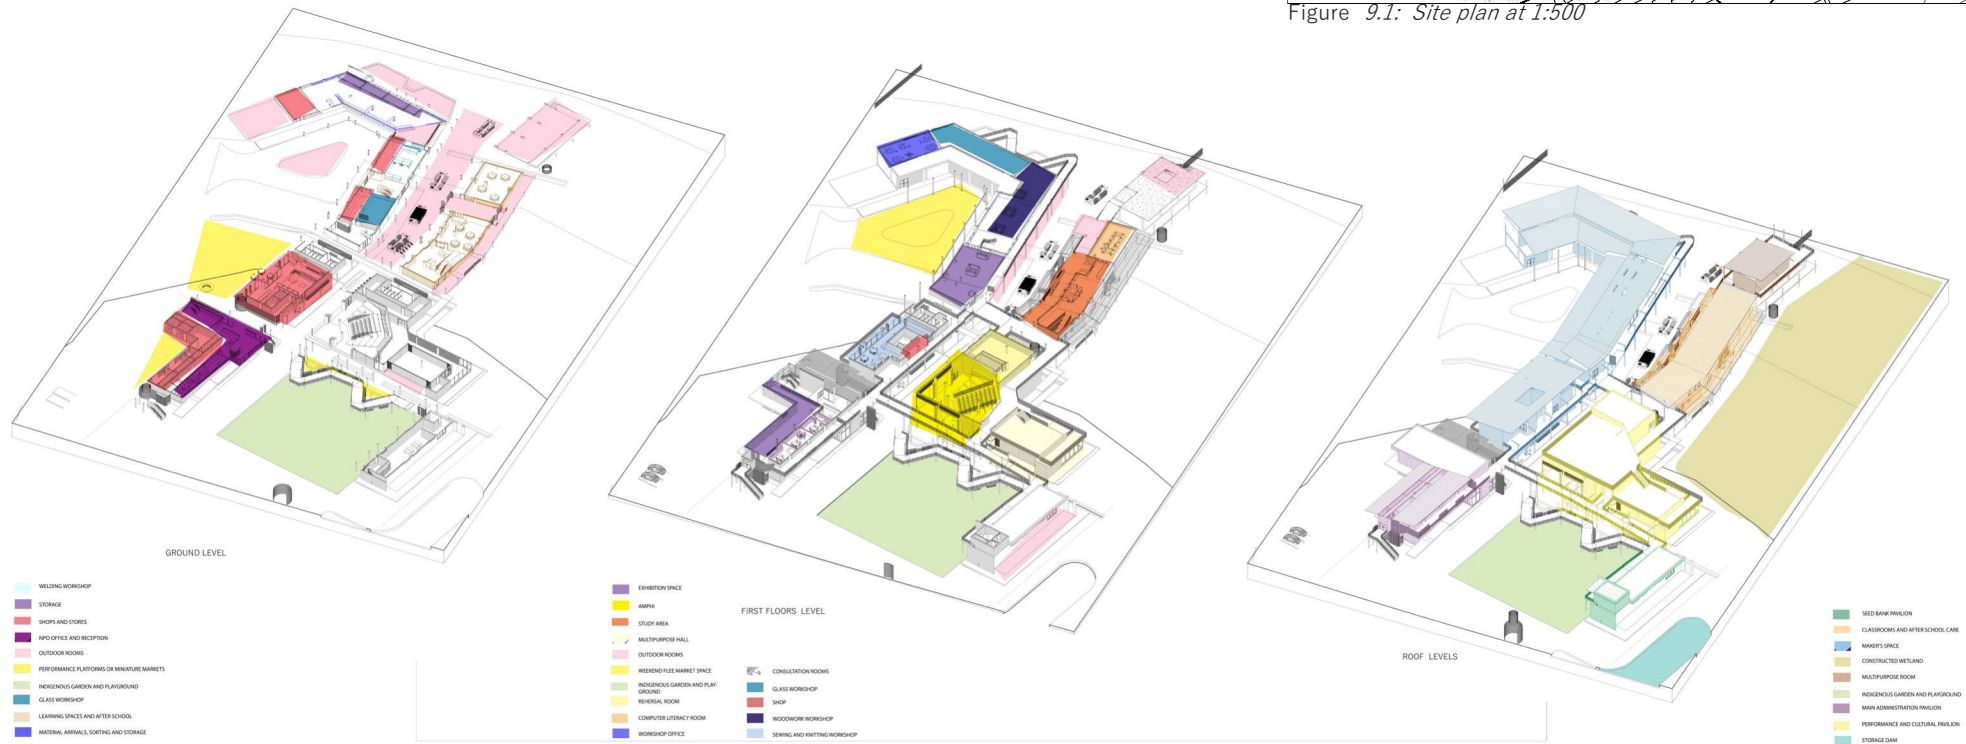 Figure 9.1: Site plan at 1:500
GROUND LEVEL
WELDING WORKSHOP
STORAGE
SHOPS AND STORES
NPO OFFICE AND RECEPTION
OUTDOOR ROOMS
PERFORMANCE PLATFORMS OR MINIATURE MARKETS
INDIGENOUS GARDEN AND PLAYGROUND
GLASS WORKSHOP
LEARNING SPACES AND AFTER SCHOOL
MATERIAL ARRIVALS, SORTING AND STORAGE
FIRST FLOORS LEVEL
EXHIBITION SPACE
AMPHI
STUDY AREA
MULTIPURPOSE HALL
OUTDOOR ROOMS
WEEKEND FLEE MARKET SPACE
INDIGENOUS GARDEN AND PLAY-
GROUND
REHERSAL ROOM
COMPUTER LITERACY ROOM
WORKSHOP OFFICE
CONSULTATION ROOMS
GLASS WORKSHOP
SHOP
WOODWORK WORKSHOP
SEWING AND KNITTING WORKSHOP
ROOF LEVELS
SEED BANK PAVILION
CLASSROOMS AND AFTER SCHOOL CARE
MAKER'S SPACE
CONSTRUCTED WETLAND
MULTIPURPOSE ROOM
INDIGENOUS GARDEN AND PLAYGROUND
MAIN ADMINISTRATION PAVILION
PERFORMANCE AND CULTURAL PAVILION
STORAGE DAM